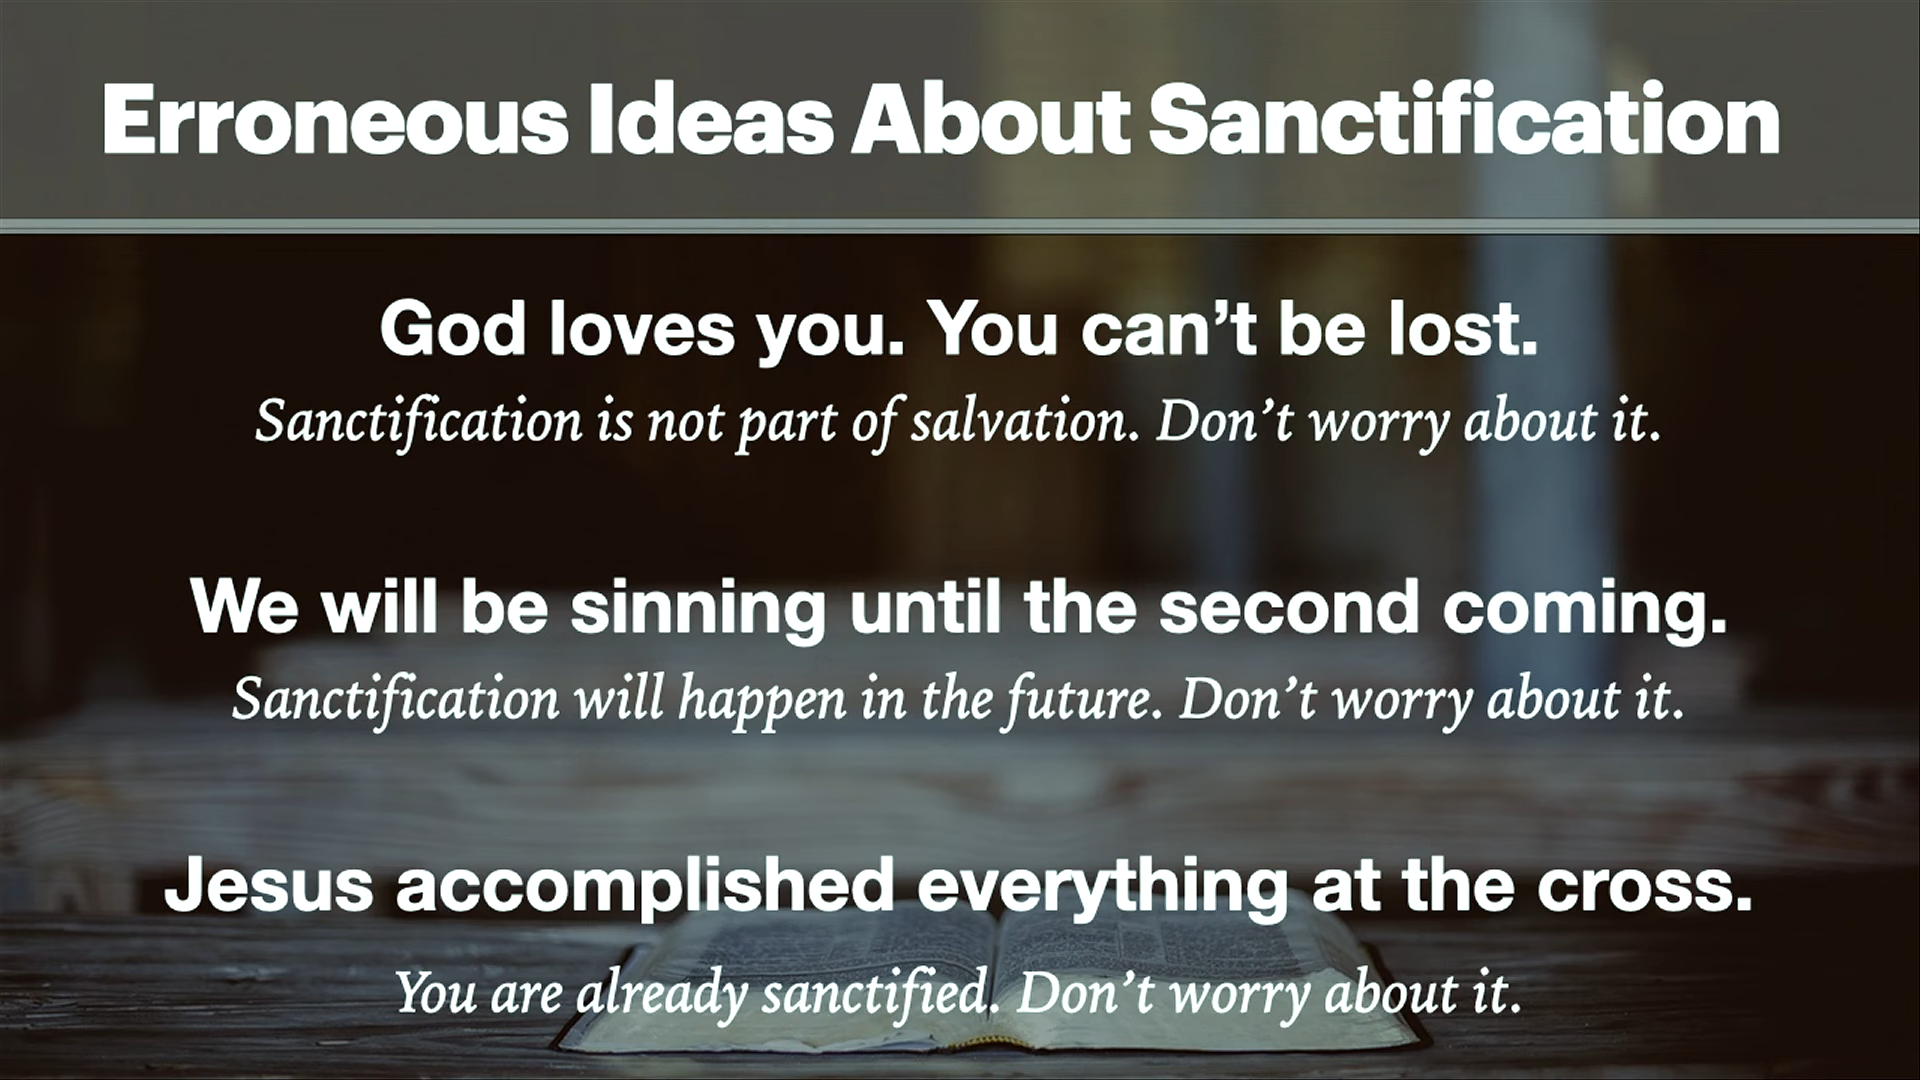 Erroneous Ideas About Sanctification
God loves you. You can’t be lost.
Sanctification is not part of salvation. Don’t worry about it.
We will be sinning until the second coming.
Sanctification will happen in the future. Don’t worry about it.
Jesus accomplished everything at the cross.
You are already sanctified. Don’t worry about it.